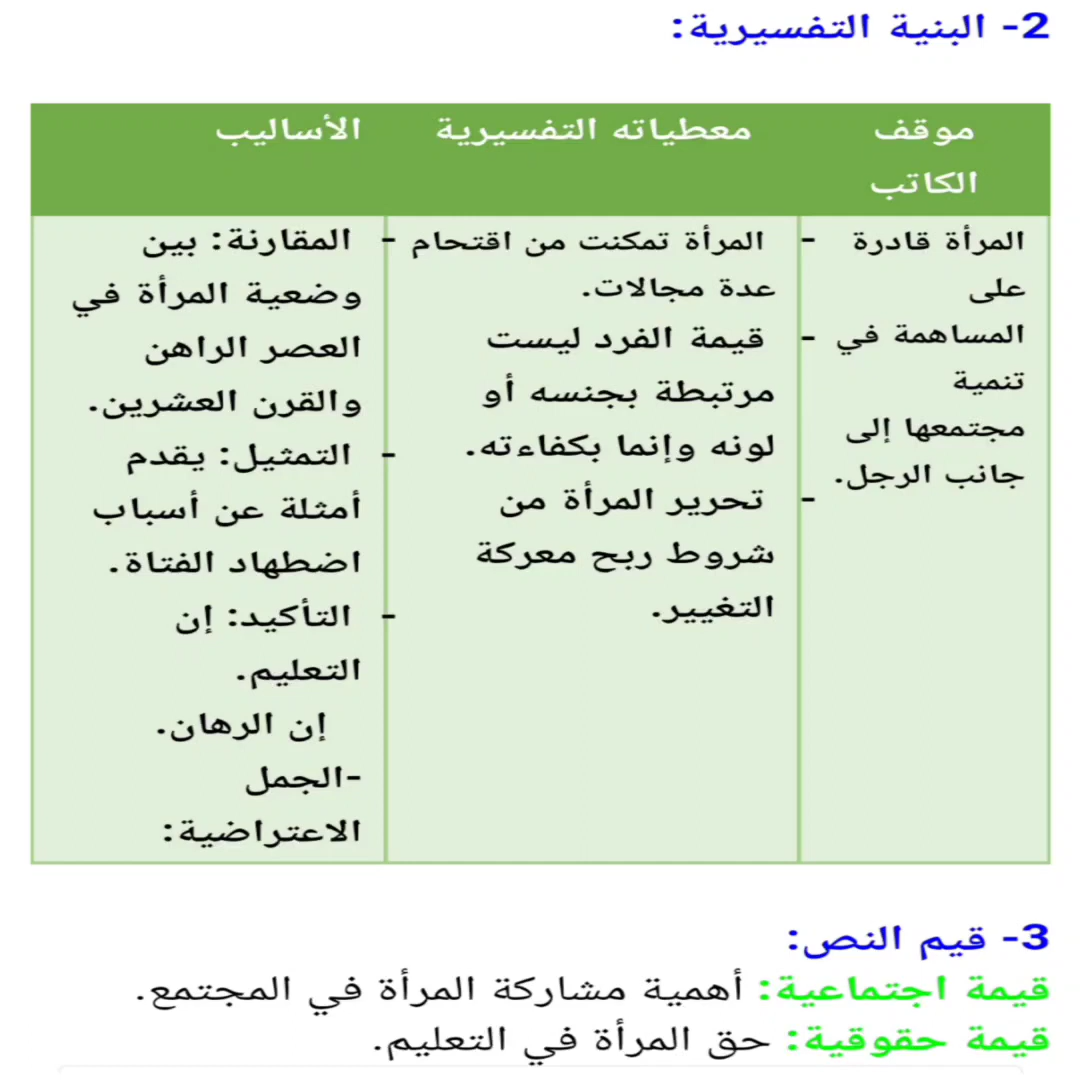 2- البنية التفسيرية:
موقف
الكاتب
معطياته التفسيرية
الأساليب
المرأة قادرة
على
المساهمة في
تنمية
مجتمعها إلى
جانب الرجل.
- المرأة تمكنت من اقتحام
عدة مجالات.
- قيمة الفرد ليست
مرتبطة بجنسه أو
لونه وإنما بكفاءته.
- تحرير المرأة من
شروط ربح معركة
التغيير.
- المقارنة: بين
وضعية المرأة في
العصر الراهن
والقرن العشرين.
- التمثيل: يقدم
أمثلة عن أسباب
اضطهاد الفتاة.
- التأكيد: إن
التعليم.
إن الرهان.
-الجمل
الاعتراضية:
3- قيم النص:
قيمة اجتماعية: أهمية مشاركة المرأة في المجتمع.
قيمة حقوقية: حق المرأة في التعليم.